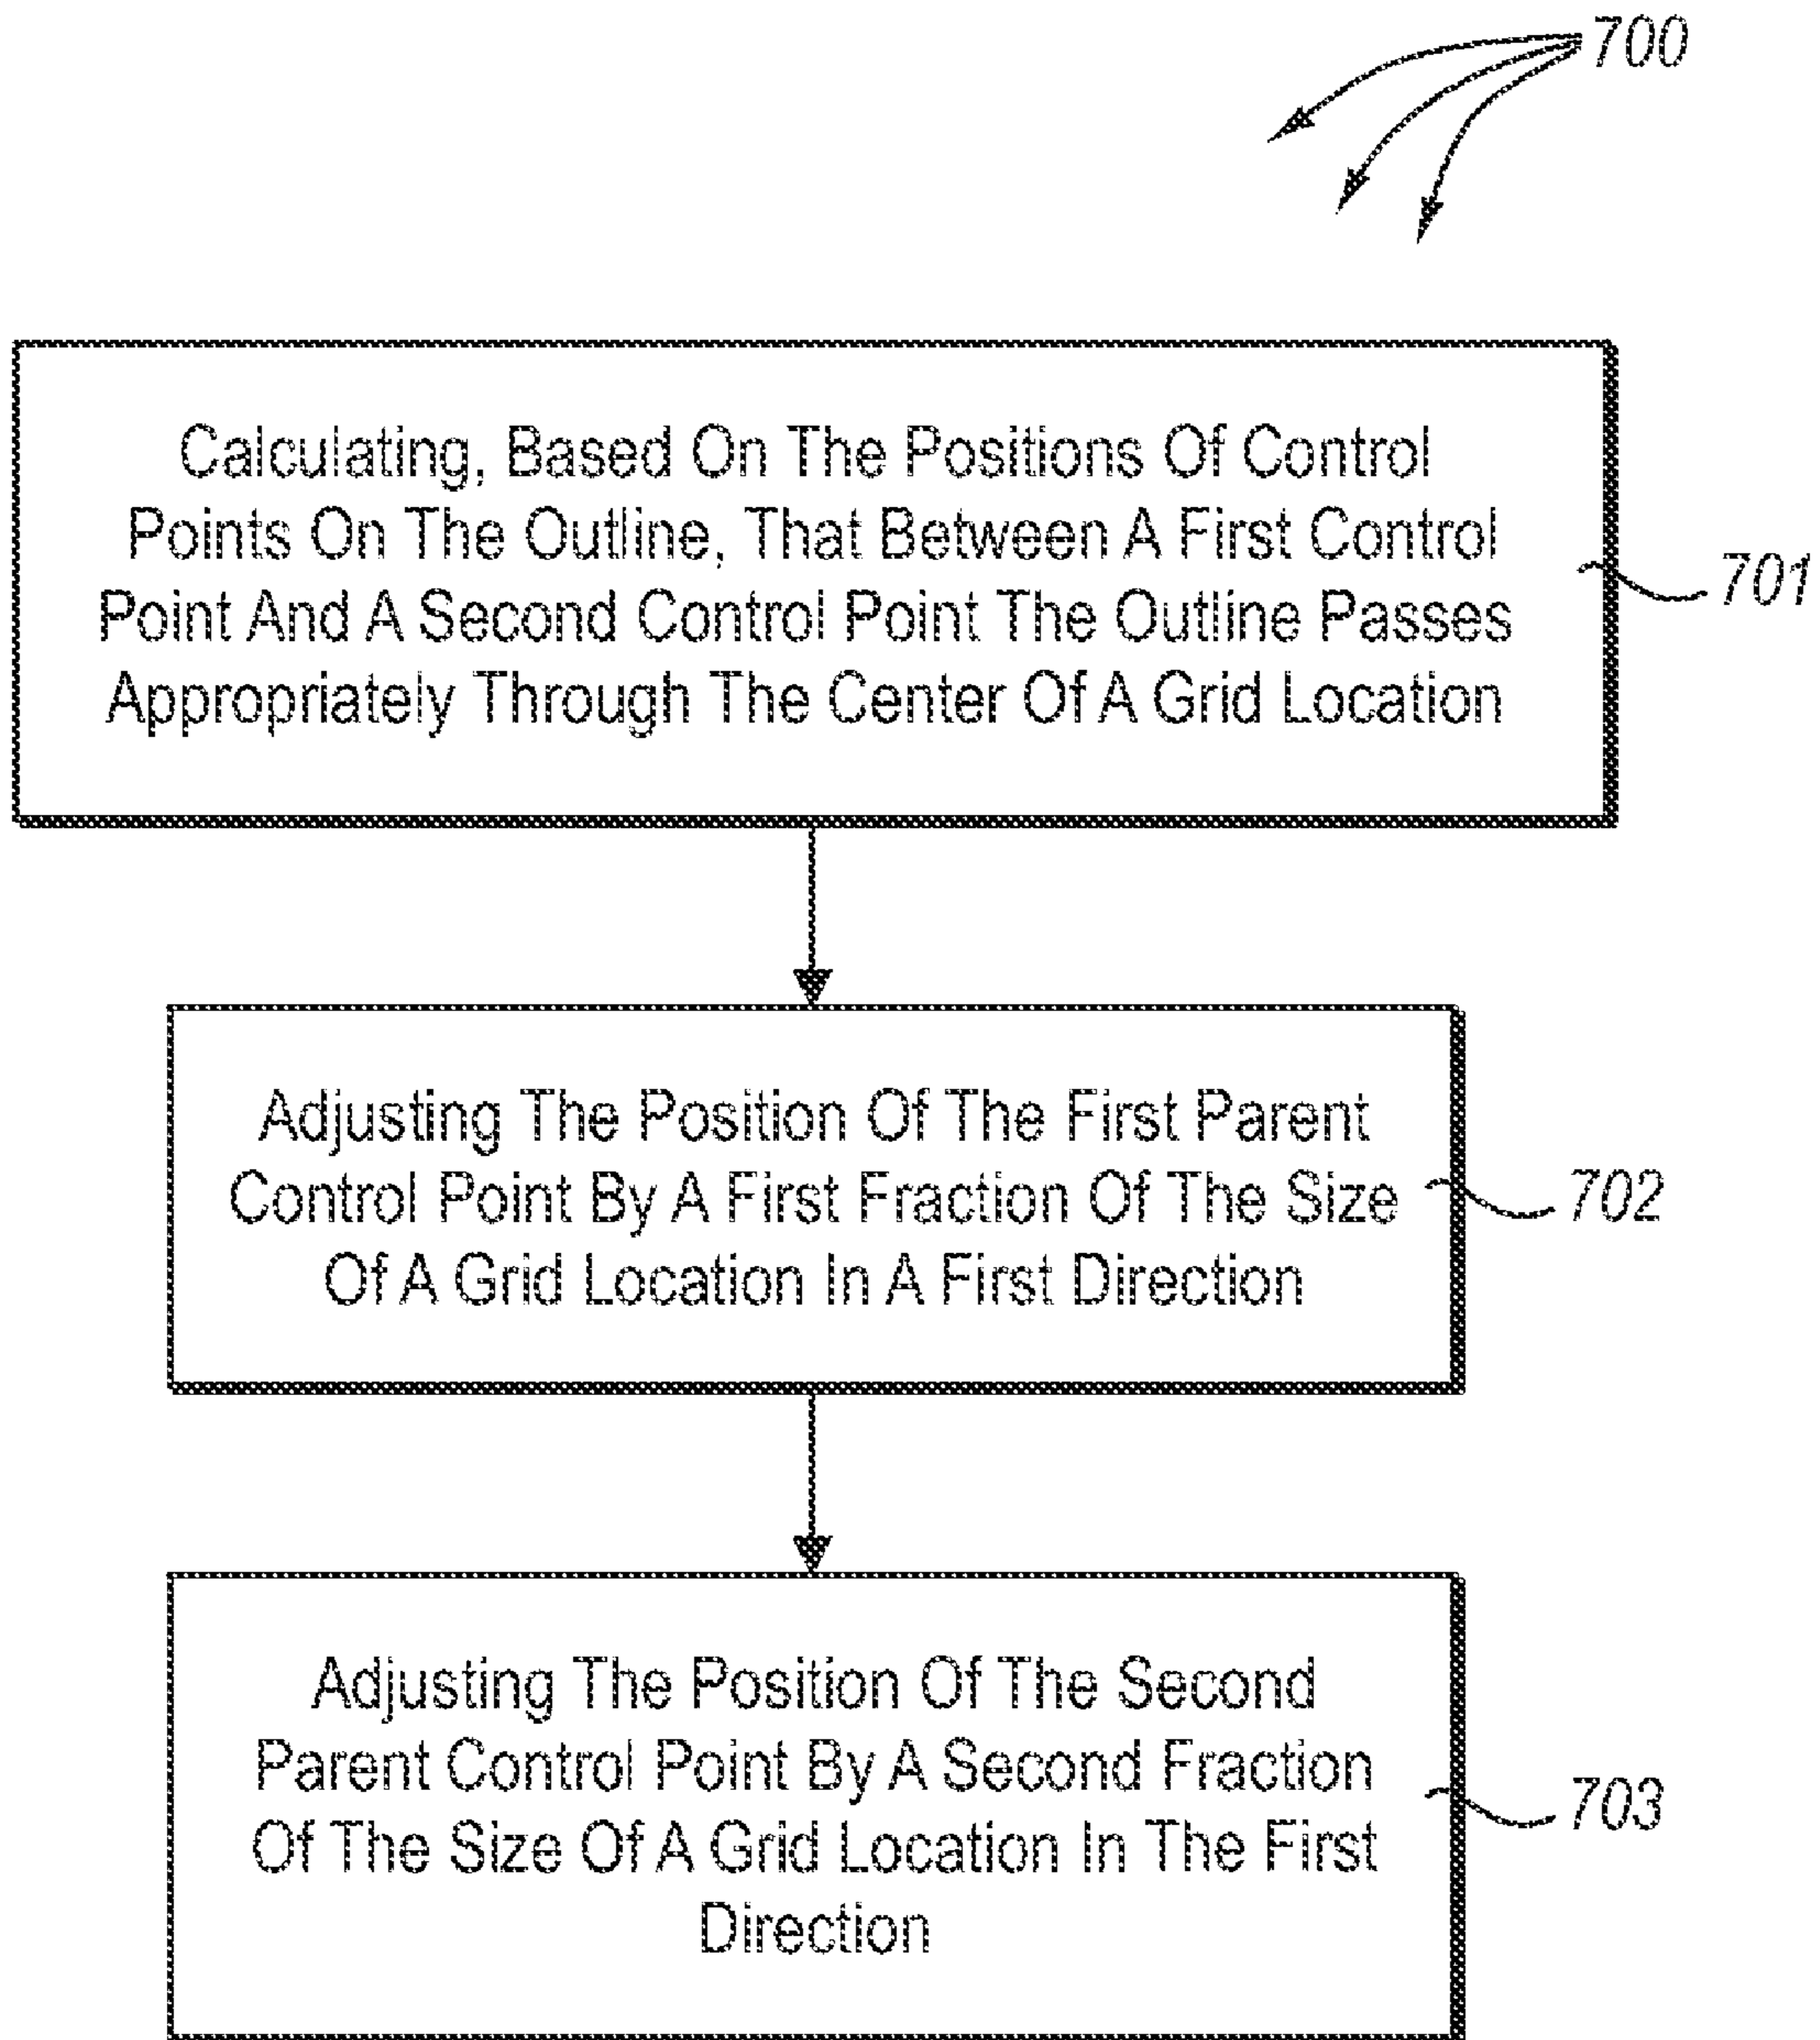 700
Calculating, Based On The Positions Of Control
Points On The Outline, That Between A First Control
Point And A Second Control Point The Outline Passes
Appropriately Through The Center Of A Grid Location
701
Adjusting The Position Of The First Parent
Control Point By A First Fraction Of The Size
Of A Grid Location In A First Direction
702
Adjusting The Position Of The Second
Parent Control Point By A Second Fraction
Of The Size Of A Grid Location In The First
Direction
703